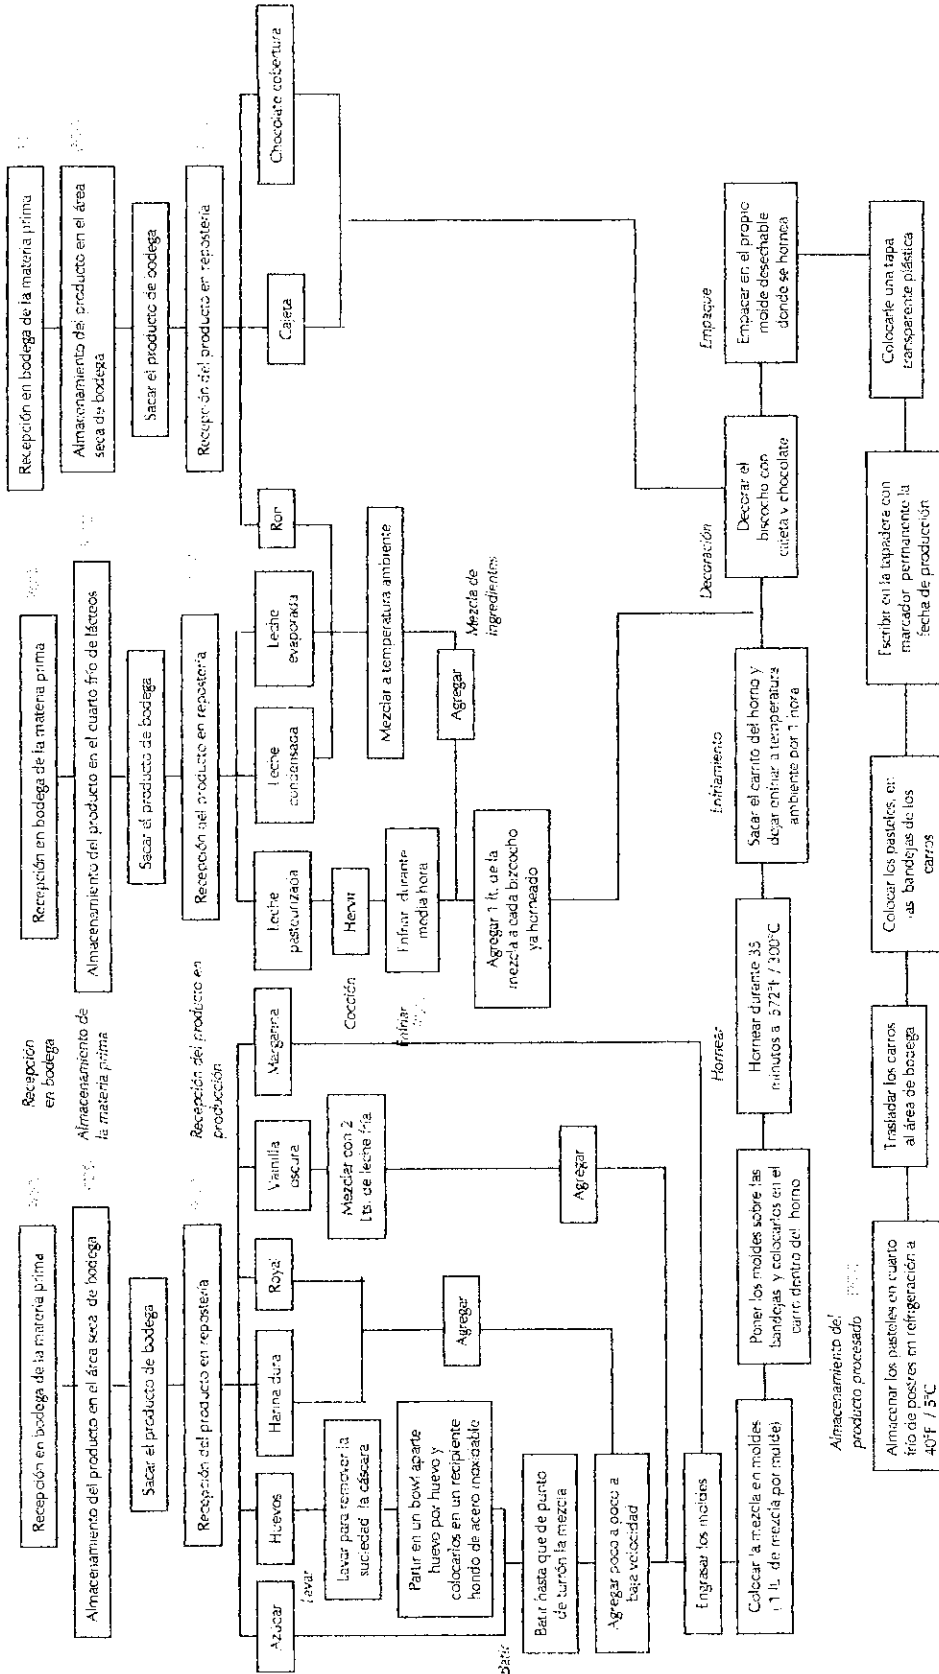 Recepción en bodega de la materia prima
Almacenamiento del producto en el área seca de bodega
Sacar el producto de bodega
Recepción del producto en repostería
Azúcar
Huevos
Harina dura
Royal
Vainilla
oscura
Margarina
Lavar
Lavar para remover la
suciedad la cáscara
Partir en un bowl aparte
huevo por huevo y
colocarlos en un recipiente
hondo de acero inoxidable
Mezclar con 2
lts. de leche fría
Batir
Batir hasta que de punto
de turrón la mezcla
Agregar
Agregar poco a poco a
baja velocidad
Agregar
Engrasar los moldes
Colocar la mezcla en moldes
(1 lt. de mezcla por molde)
Recepción
en bodega
Almacenamiento de
la materia prima
Recepción del producto en
producción
Recepción en bodega de la materia prima
Almacenamiento del producto en el cuarto frío de lácteos
Sacar el producto de bodega
Recepción del producto en repostería
Leche
pasteurizada
Leche
condensada
Leche
evaporada
Ron
Cocción
Hervir
Enfriar
Enfriar durante
media hora
Mezclar a temperatura ambiente
Agregar
Mezcla de
ingredientes
Agregar 1 lt. de la
mezcla a cada bizcocho
ya horneado
Recepción en bodega de la materia prima
Almacenamiento del producto en el área
seca de bodega
Sacar el producto de bodega
Recepción del producto en repostería
Cajeta
Chocolate cobertura
Poner los moldes sobre las
bandejas y colocarlos en el
carro dentro del horno
Hornear
Hornear durante 35
minutos a 572°F / 300°C
Enfriamiento
Sacar el carrito del horno y
dejar enfriar a temperatura
ambiente por 1 hora
Decoración
Decorar el
biscocho con
cajeta y chocolate
Empaque
Empacar en el propio
molde desechable
donde se hornea
Colocarle una tapa
transparente plástica
Escribir en la tapadera con
marcador permanente la
fecha de producción
Colocar los pasteles, en
las bandejas de los
carros
Trasladar los carros
al área de bodega
Almacenamiento del
producto procesado
Almacenar los pasteles en cuarto
frío de postres en refrigeración a
40°F / 5°C